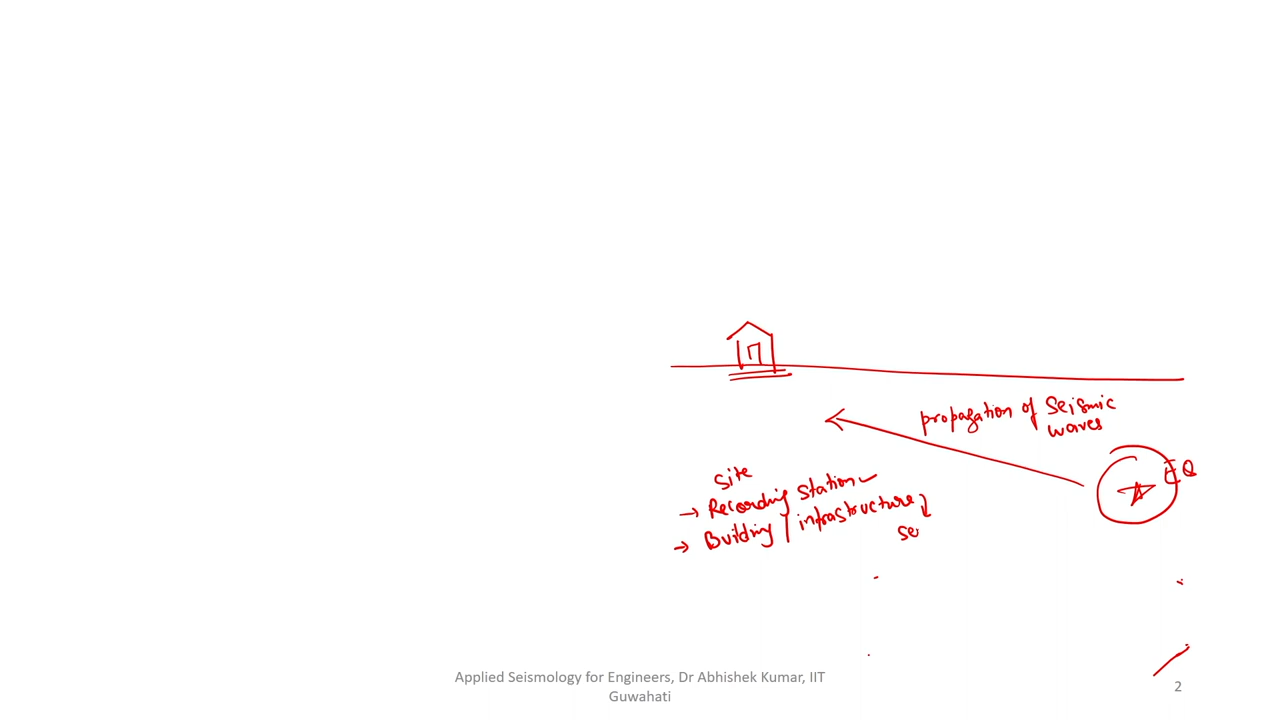 propagation of seismic
waves
EQ
site
→ Recording station
→ Building / infrastructure
se
Applied Seismology for Engineers, Dr Abhishek Kumar, IIT
Guwahati
2